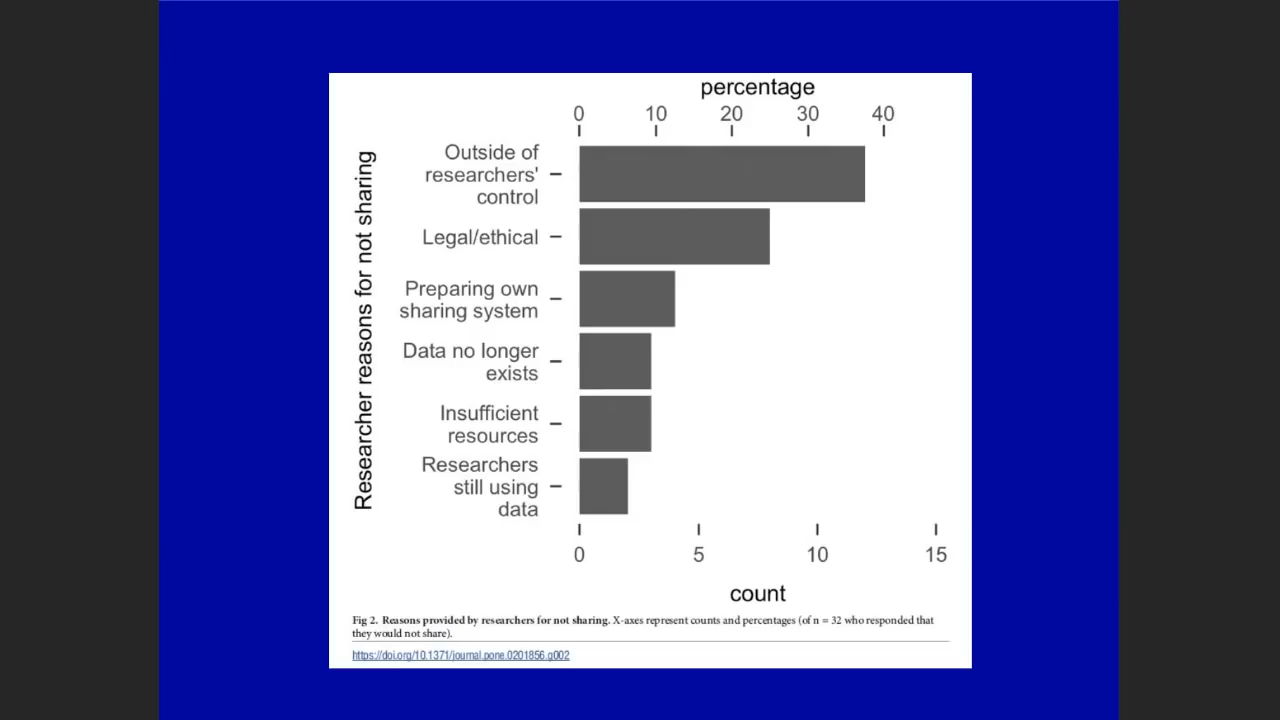 percentage
0 10 20 30 40
Researcher reasons for not sharing
Outside of
researchers'
control
Legal/ethical
Preparing own
sharing system
Data no longer
exists
Insufficient
resources
Researchers
still using
data
0 5 10 15
count
Fig 2. Reasons provided by researchers for not sharing. X-axes represent counts and percentages (of n = 32 who responded that
they would not share).
https://doi.org/10.1371/journal.pone.0201856.g002